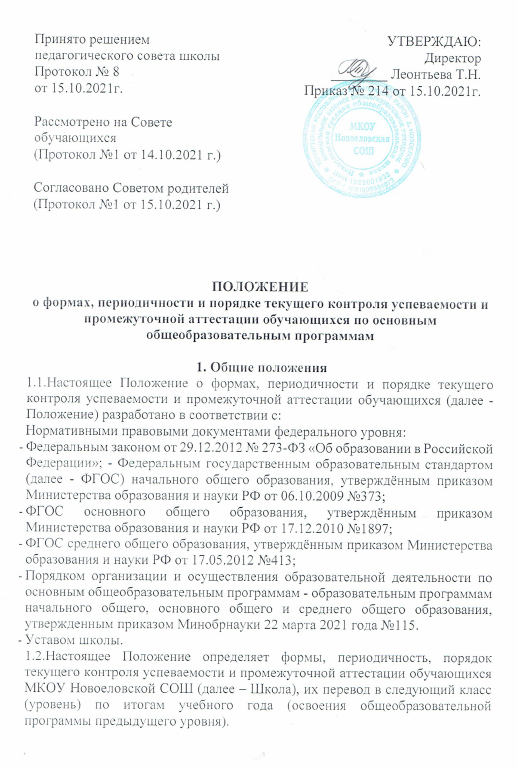 Принято решением
педагогического совета школы
Протокол № 8
от 15.10.2021г.
Рассмотрено на Совете
обучающихся
(Протокол №1 от 14.10.2021 г.)
Согласовано Советом родителей
(Протокол №1 от 15.10.2021 г.)
УТВЕРЖДАЮ:
Директор
________ Леонтьева Т.Н.
Приказ № 214 от 15.10.2021г.
МКОУ
Новоеловская
СОШ
ПОЛОЖЕНИЕ
о формах, периодичности и порядке текущего контроля успеваемости и
промежуточной аттестации обучающихся по основным
общеобразовательным программам
1. Общие положения
1.1.Настоящее Положение о формах, периодичности и порядке текущего
контроля успеваемости и промежуточной аттестации обучающихся (далее -
Положение) разработано в соответствии с:
Нормативными правовыми документами федерального уровня:
- Федеральным законом от 29.12.2012 № 273-ФЗ «Об образовании в Российской
Федерации»; - Федеральным государственным образовательным стандартом
(далее - ФГОС) начального общего образования, утверждённым приказом
Министерства образования и науки РФ от 06.10.2009 №373;
- ФГОС основного общего образования, утверждённым приказом
Министерства образования и науки РФ от 17.12.2010 №1897;
- ФГОС среднего общего образования, утверждённым приказом Министерства
образования и науки РФ от 17.05.2012 №413;
- Порядком организации и осуществления образовательной деятельности по
основным общеобразовательным программам - образовательным программам
начального общего, основного общего и среднего общего образования,
утвержденным приказом Минобрнауки 22 марта 2021 года №115.
- Уставом школы.
1.2.Настоящее Положение определяет формы, периодичность, порядок
текущего контроля успеваемости и промежуточной аттестации обучающихся
МКОУ Новоеловской СОШ (далее – Школа), их перевод в следующий класс
(уровень) по итогам учебного года (освоения общеобразовательной
программы предыдущего уровня).